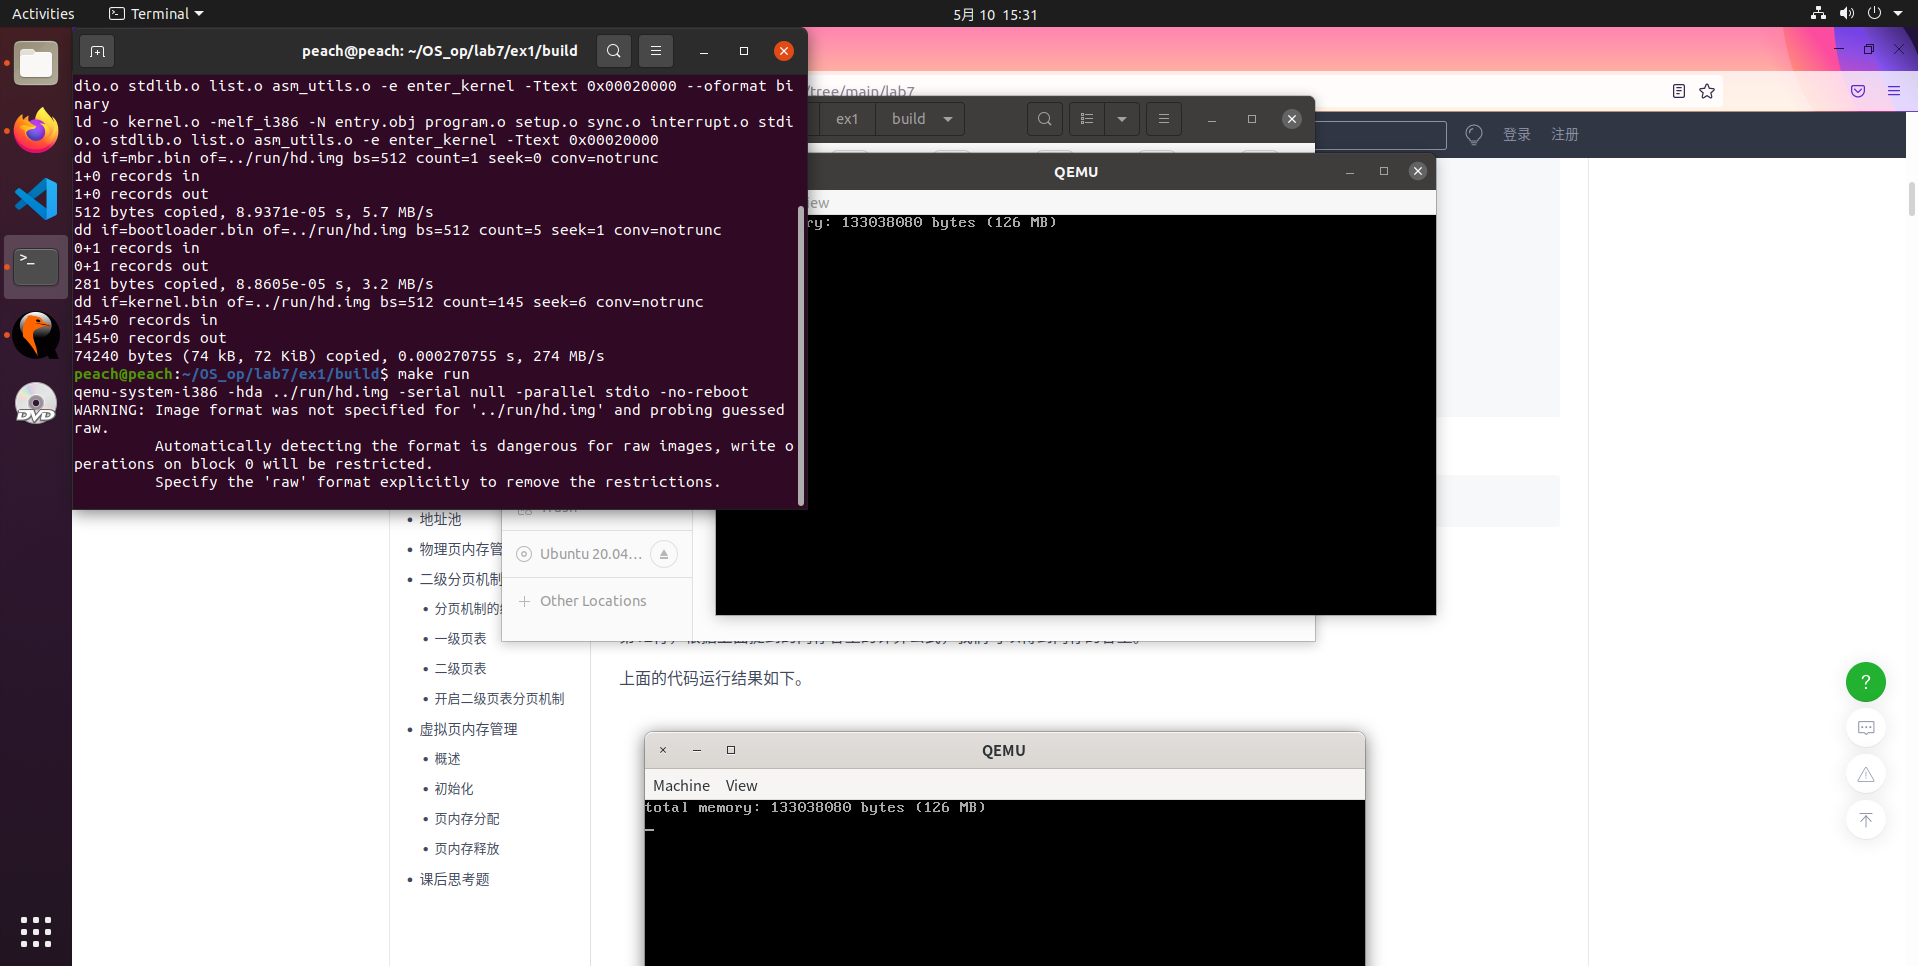 Activities
Terminal
5月 10 15:31
peach@peach: ~/OS_op/lab7/ex1/build
dio.o stdlib.o list.o asm_utils.o -e enter_kernel -Ttext 0x00020000 --oformat bi
nary
ld -o kernel.o -melf_i386 -N entry.obj program.o setup.o sync.o interrupt.o stdi
o.o stdlib.o list.o asm_utils.o -e enter_kernel -Ttext 0x00020000
dd if=mbr.bin of=../run/hd.img bs=512 count=1 seek=0 conv=notrunc
1+0 records in
1+0 records out
512 bytes copied, 8.9371e-05 s, 5.7 MB/s
dd if=bootloader.bin of=../run/hd.img bs=512 count=5 seek=1 conv=notrunc
0+1 records in
0+1 records out
281 bytes copied, 8.8605e-05 s, 3.2 MB/s
dd if=kernel.bin of=../run/hd.img bs=512 count=145 seek=6 conv=notrunc
145+0 records in
145+0 records out
74240 bytes (74 kB, 72 KiB) copied, 0.000270755 s, 274 MB/s
peach@peach:~/OS_op/lab7/ex1/build$ make run
qemu-system-i386 -hda ../run/hd.img -serial null -parallel stdio -no-reboot
WARNING: Image format was not specified for '../run/hd.img' and probing guessed
raw.
Automatically detecting the format is dangerous for raw images, write o
perations on block 0 will be restricted.
Specify the 'raw' format explicitly to remove the restrictions.
/tree/main/lab7
ex1
build
登录
注册
QEMU
ew
ry: 133038080 bytes (126 MB)
Ubuntu 20.04...
Other Locations
地址池
物理页内存管
二级分页机制
分页机制的
一级页表
二级页表
开启二级页表分页机制
虚拟页内存管理
概述
初始化
页内存分配
页内存释放
课后思考题
上面的代码运行结果如下。
QEMU
Machine View
total memory: 133038080 bytes (126 MB)
DVD
?